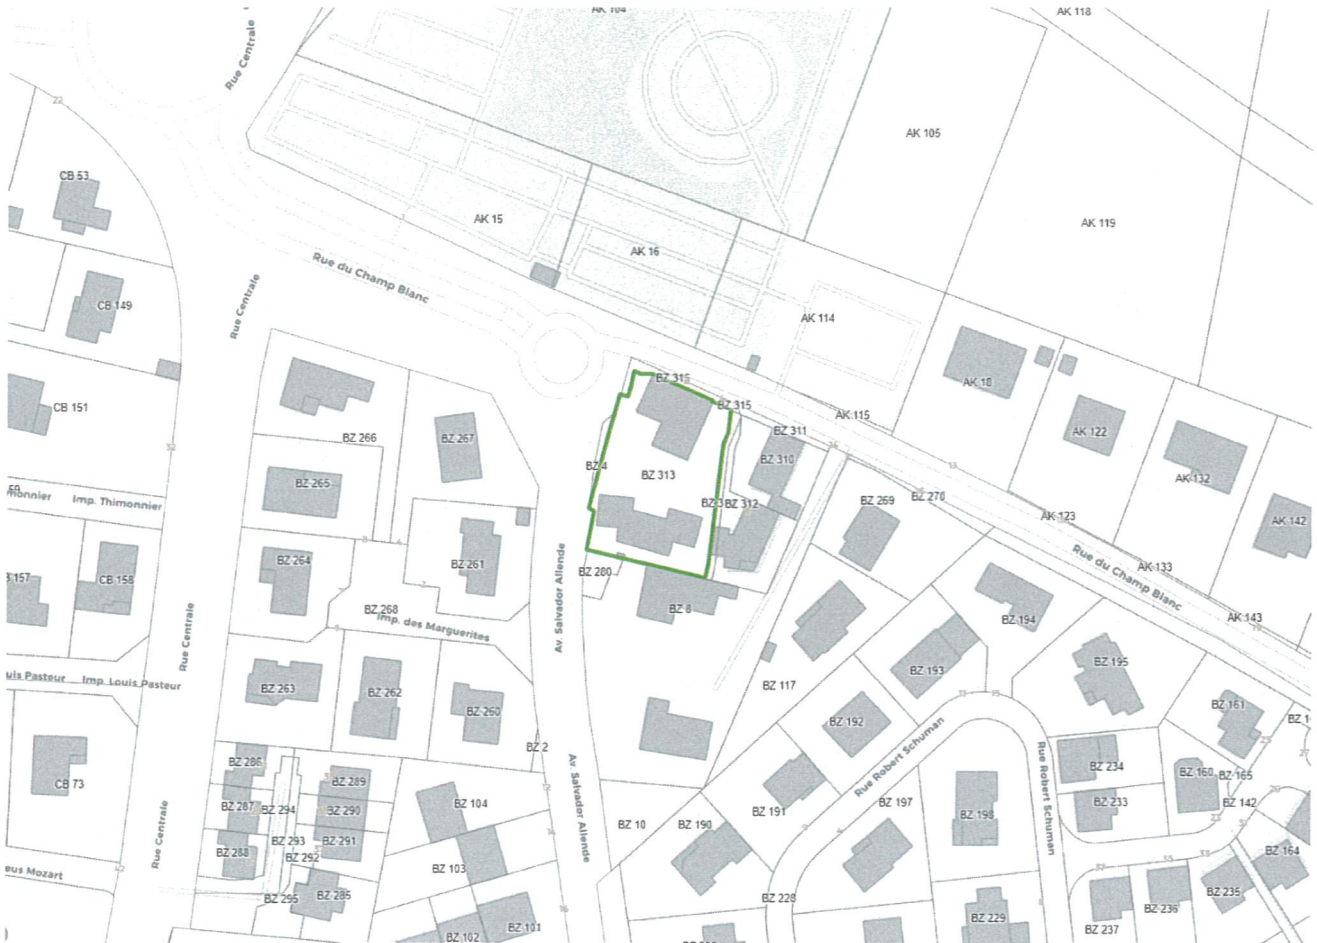 AK 104
AK 118
Rue Centrale
22
AK 105
CB 53
AK 15
AK 119
AK 16
Rue du Champ Blanc
CB 149
Rue Centrale
AK 114
BZ 315
AK 18
BZ 315
AK 115
CB 151
BZ 311
AK 122
BZ 266
BZ 267
32
BZ 310
BZ 4
BZ 313
13
AK 132
BZ 265
Imp. Thimonnier
BZ 3
BZ 312
BZ 269
BZ 270
AK 123
AK 142
BZ 264
BZ 261
Av. Salvador Allende
Rue du Champ Blanc
AK 133
CB 158
BZ 280
BZ 268
Imp. des Marguerites
BZ 8
BZ 194
AK 143
Rue Centrale
Imp. Louis Pasteur
BZ 263
BZ 262
BZ 260
BZ 117
BZ 193
BZ 195
BZ 192
BZ 161
BZ 2
Rue Robert Schuman
Rue Robert Schuman
BZ 286
BZ 289
CB 73
BZ 287
BZ 294
BZ 290
BZ 104
Av. Salvador Allende
BZ 191
BZ 197
BZ 198
BZ 234
BZ 160
BZ 165
BZ 233
BZ 142
Rue Centrale
BZ 288
BZ 293
BZ 291
BZ 292
BZ 10
BZ 190
BZ 103
BZ 164
42
33
35
BZ 295
BZ 285
BZ 228
BZ 235
BZ 236
BZ 229
BZ 237
BZ 101
BZ 102
16